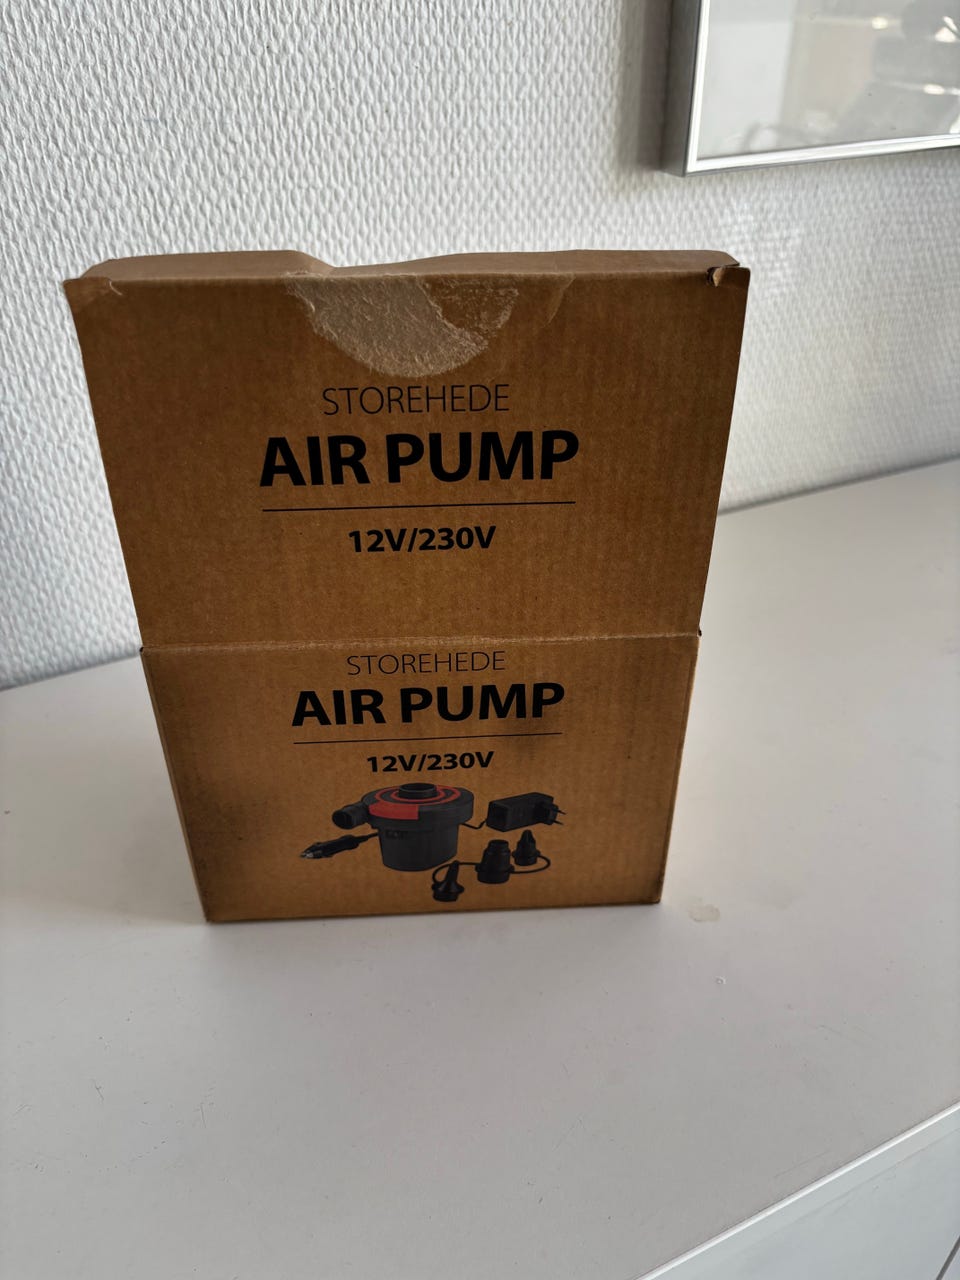 STOREHEDE
AIR PUMP
12V/230V
STOREHEDE
AIR PUMP
12V/230V